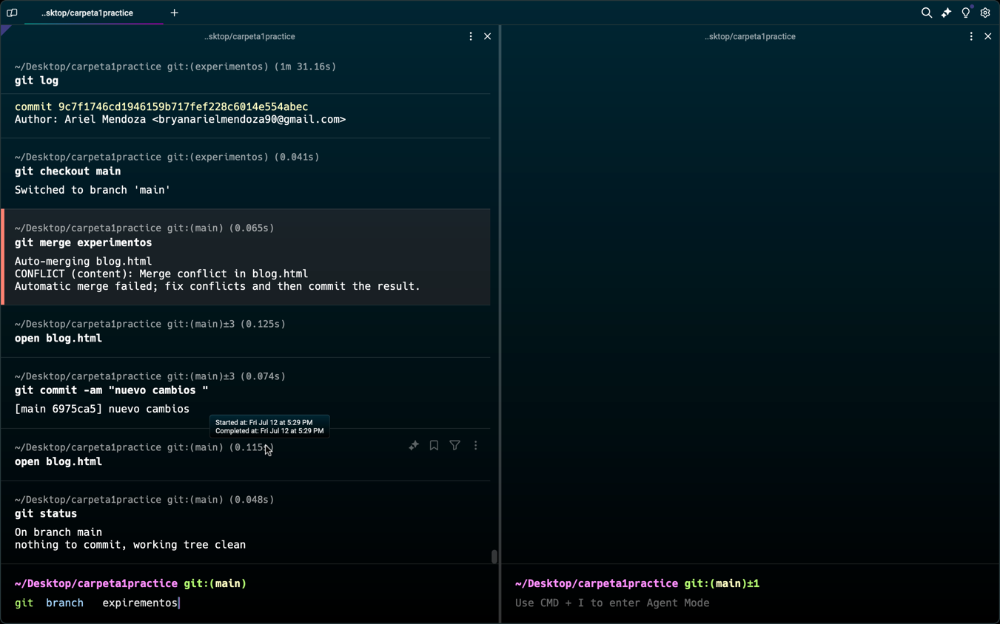 ..sktop/carpeta1practice
..sktop/carpeta1practice
~/Desktop/carpeta1practice git:(experimentos) (1m 31.16s)
git log
commit 9c7f1746cd1946159b717fef228c6014e554abec
Author: Ariel Mendoza <bryanarielmendoza90@gmail.com>
~/Desktop/carpeta1practice git:(experimentos) (0.041s)
git checkout main
Switched to branch 'main'
~/Desktop/carpeta1practice git:(main) (0.065s)
git merge experimentos
Auto-merging blog.html
CONFLICT (content): Merge conflict in blog.html
Automatic merge failed; fix conflicts and then commit the result.
~/Desktop/carpeta1practice git:(main)±3 (0.125s)
open blog.html
~/Desktop/carpeta1practice git:(main)±3 (0.074s)
git commit -am "nuevo cambios "
[main 6975ca5] nuevo cambios
Started at: Fri Jul 12 at 5:29 PM
Completed at: Fri Jul 12 at 5:29 PM
~/Desktop/carpeta1practice git:(main) (0.115s)
open blog.html
~/Desktop/carpeta1practice git:(main) (0.048s)
git status
On branch main
nothing to commit, working tree clean
~/Desktop/carpeta1practice git:(main)
git branch expirementos
..sktop/carpeta1practice
~/Desktop/carpeta1practice git:(main)±1
Use CMD + I to enter Agent Mode